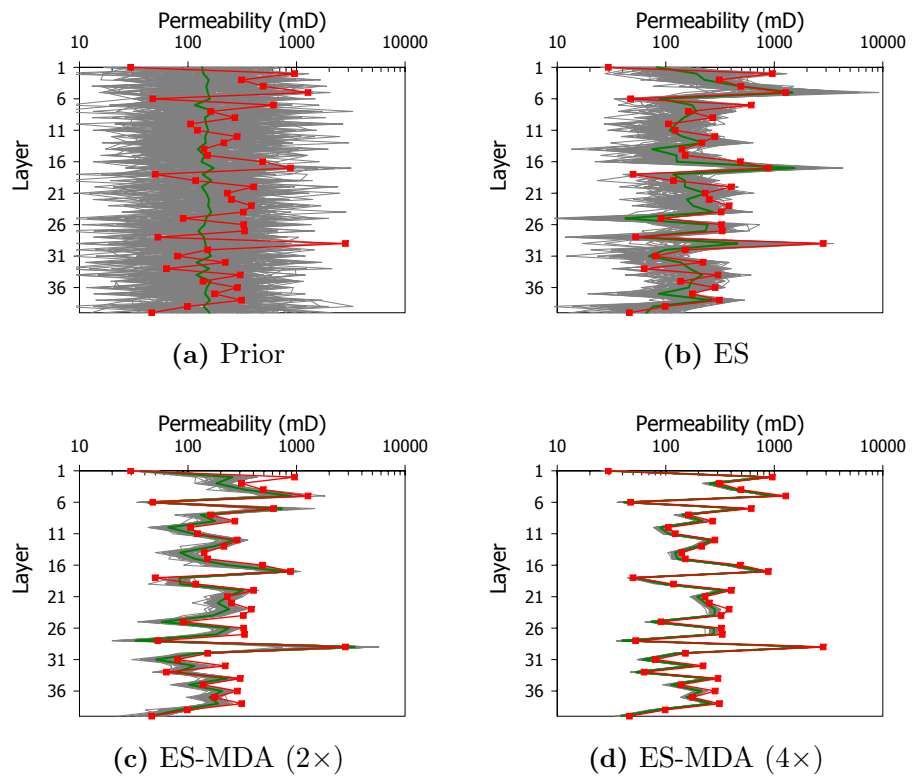 Permeability (mD)
10 100 1000 10000
1
6
11
16
21
26
31
36
Layer
(a) Prior
Permeability (mD)
10 100 1000 10000
1
6
11
16
21
26
31
36
Layer
(b) ES
Permeability (mD)
10 100 1000 10000
1
6
11
16
21
26
31
36
Layer
(c) ES-MDA (2×)
Permeability (mD)
10 100 1000 10000
1
6
11
16
21
26
31
36
Layer
(d) ES-MDA (4×)